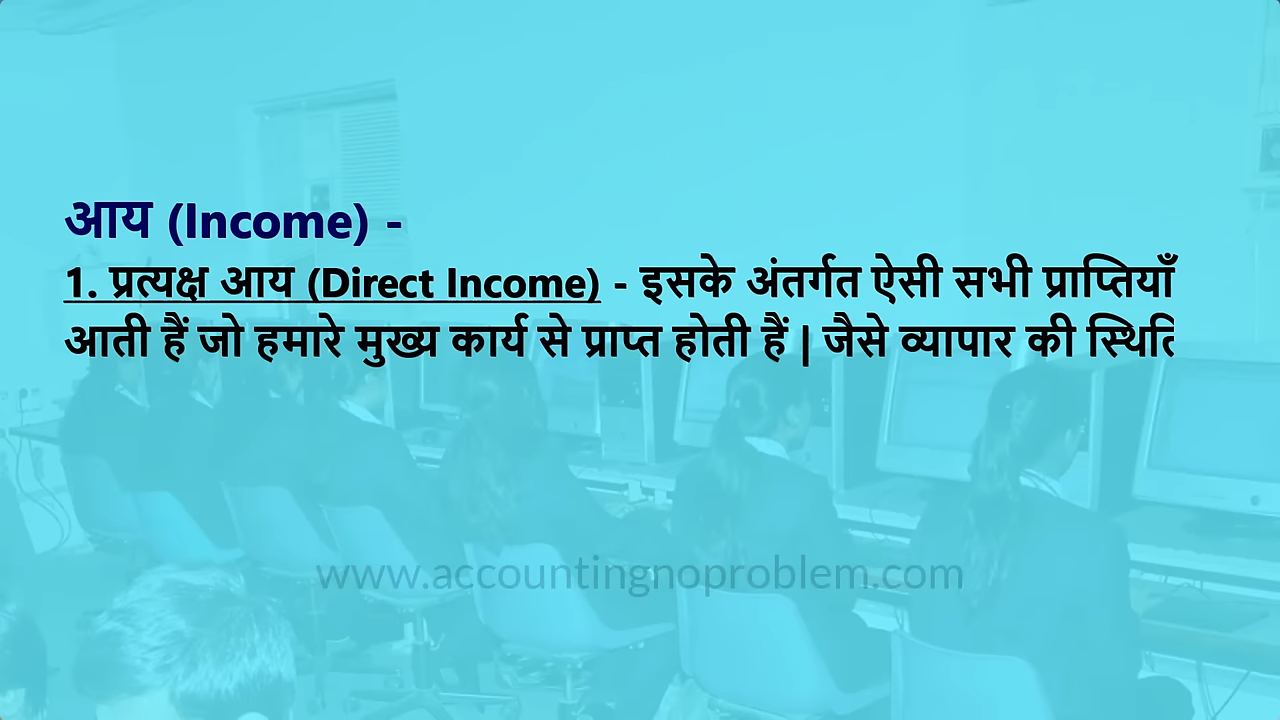 आय (Income) -
1. प्रत्यक्ष आय (Direct Income) - इसके अंतर्गत ऐसी सभी प्राप्तियाँ
आती हैं जो हमारे मुख्य कार्य से प्राप्त होती हैं | जैसे व्यापार की
www.accountingnoproblem.com